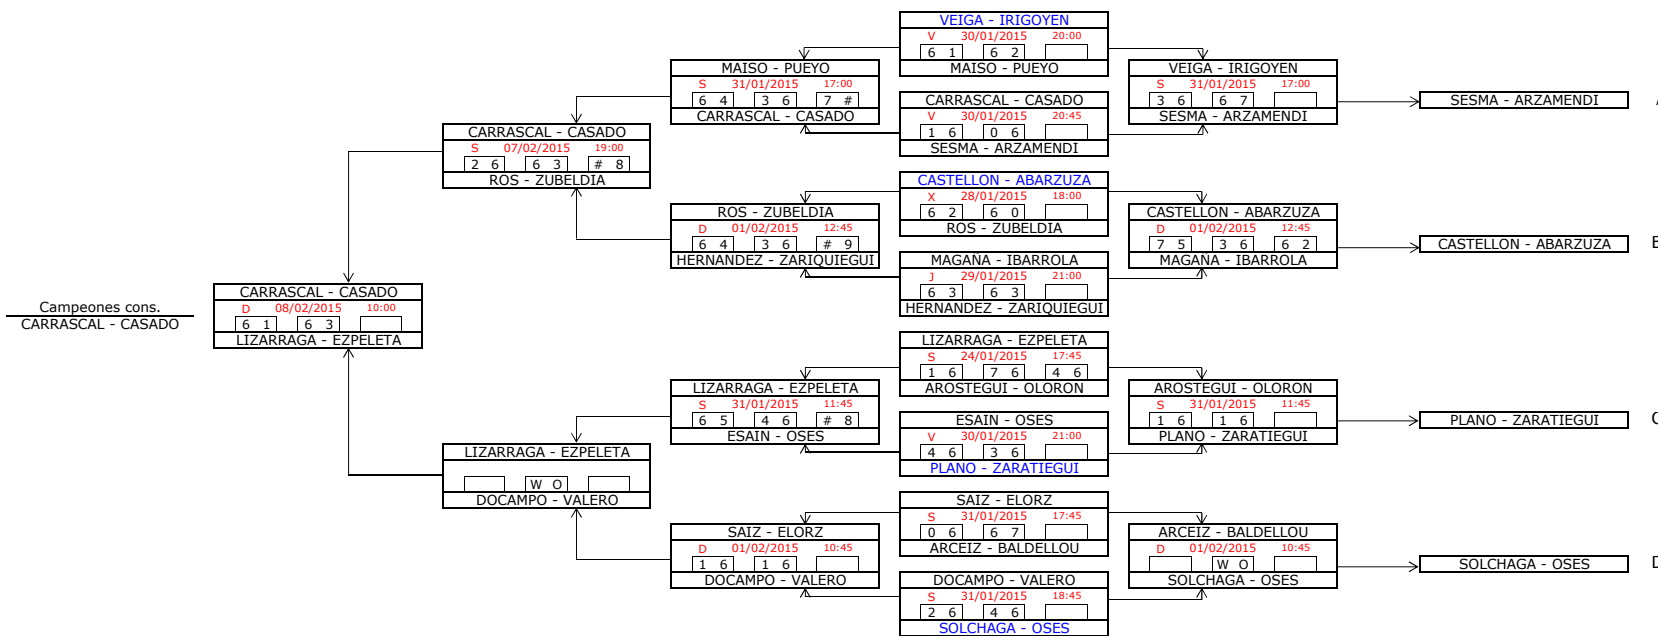 Campeones cons.
CARRASCAL - CASADO
CARRASCAL - CASADO
D 08/02/2015 10:00
6 1 6 3
LIZARRAGA - EZPELETA
CARRASCAL - CASADO
S 07/02/2015 19:00
2 6 6 3 # 8
ROS - ZUBELDIA
LIZARRAGA - EZPELETA
W O
DOCAMPO - VALERO
MAISO - PUEYO
S 31/01/2015 17:00
6 4 3 6 7 #
CARRASCAL - CASADO
ROS - ZUBELDIA
D 01/02/2015 12:45
6 4 3 6 # 9
HERNANDEZ - ZARIQUIEGUI
LIZARRAGA - EZPELETA
S 31/01/2015 11:45
6 5 4 6 # 8
ESAIN - OSES
SAIZ - ELORZ
D 01/02/2015 10:45
1 6 1 6
DOCAMPO - VALERO
VEIGA - IRIGOYEN
V 30/01/2015 20:00
6 1 6 2
MAISO - PUEYO
CARRASCAL - CASADO
V 30/01/2015 20:45
1 6 0 6
SESMA - ARZAMENDI
CASTELLON - ABARZUZA
X 28/01/2015 18:00
6 2 6 0
ROS - ZUBELDIA
MAGAÑA - IBARROLA
J 29/01/2015 21:00
6 3 6 3
HERNANDEZ - ZARIQUIEGUI
LIZARRAGA - EZPELETA
S 24/01/2015 17:45
1 6 7 6 4 6
AROSTEGUI - OLORON
ESAIN - OSES
V 30/01/2015 21:00
4 6 3 6
PLANO - ZARATIEGUI
SAIZ - ELORZ
S 31/01/2015 17:45
0 6 6 7
ARCEIZ - BALDELLOU
DOCAMPO - VALERO
S 31/01/2015 18:45
2 6 4 6
SOLCHAGA - OSES
VEIGA - IRIGOYEN
S 31/01/2015 17:00
3 6 6 7
SESMA - ARZAMENDI
CASTELLON - ABARZUZA
D 01/02/2015 12:45
7 5 3 6 6 2
MAGAÑA - IBARROLA
AROSTEGUI - OLORON
S 31/01/2015 11:45
1 6 1 6
PLANO - ZARATIEGUI
ARCEIZ - BALDELLOU
D 01/02/2015 10:45
W O
SOLCHAGA - OSES
SESMA - ARZAMENDI
CASTELLON - ABARZUZA B
PLANO - ZARATIEGUI C
SOLCHAGA - OSES D